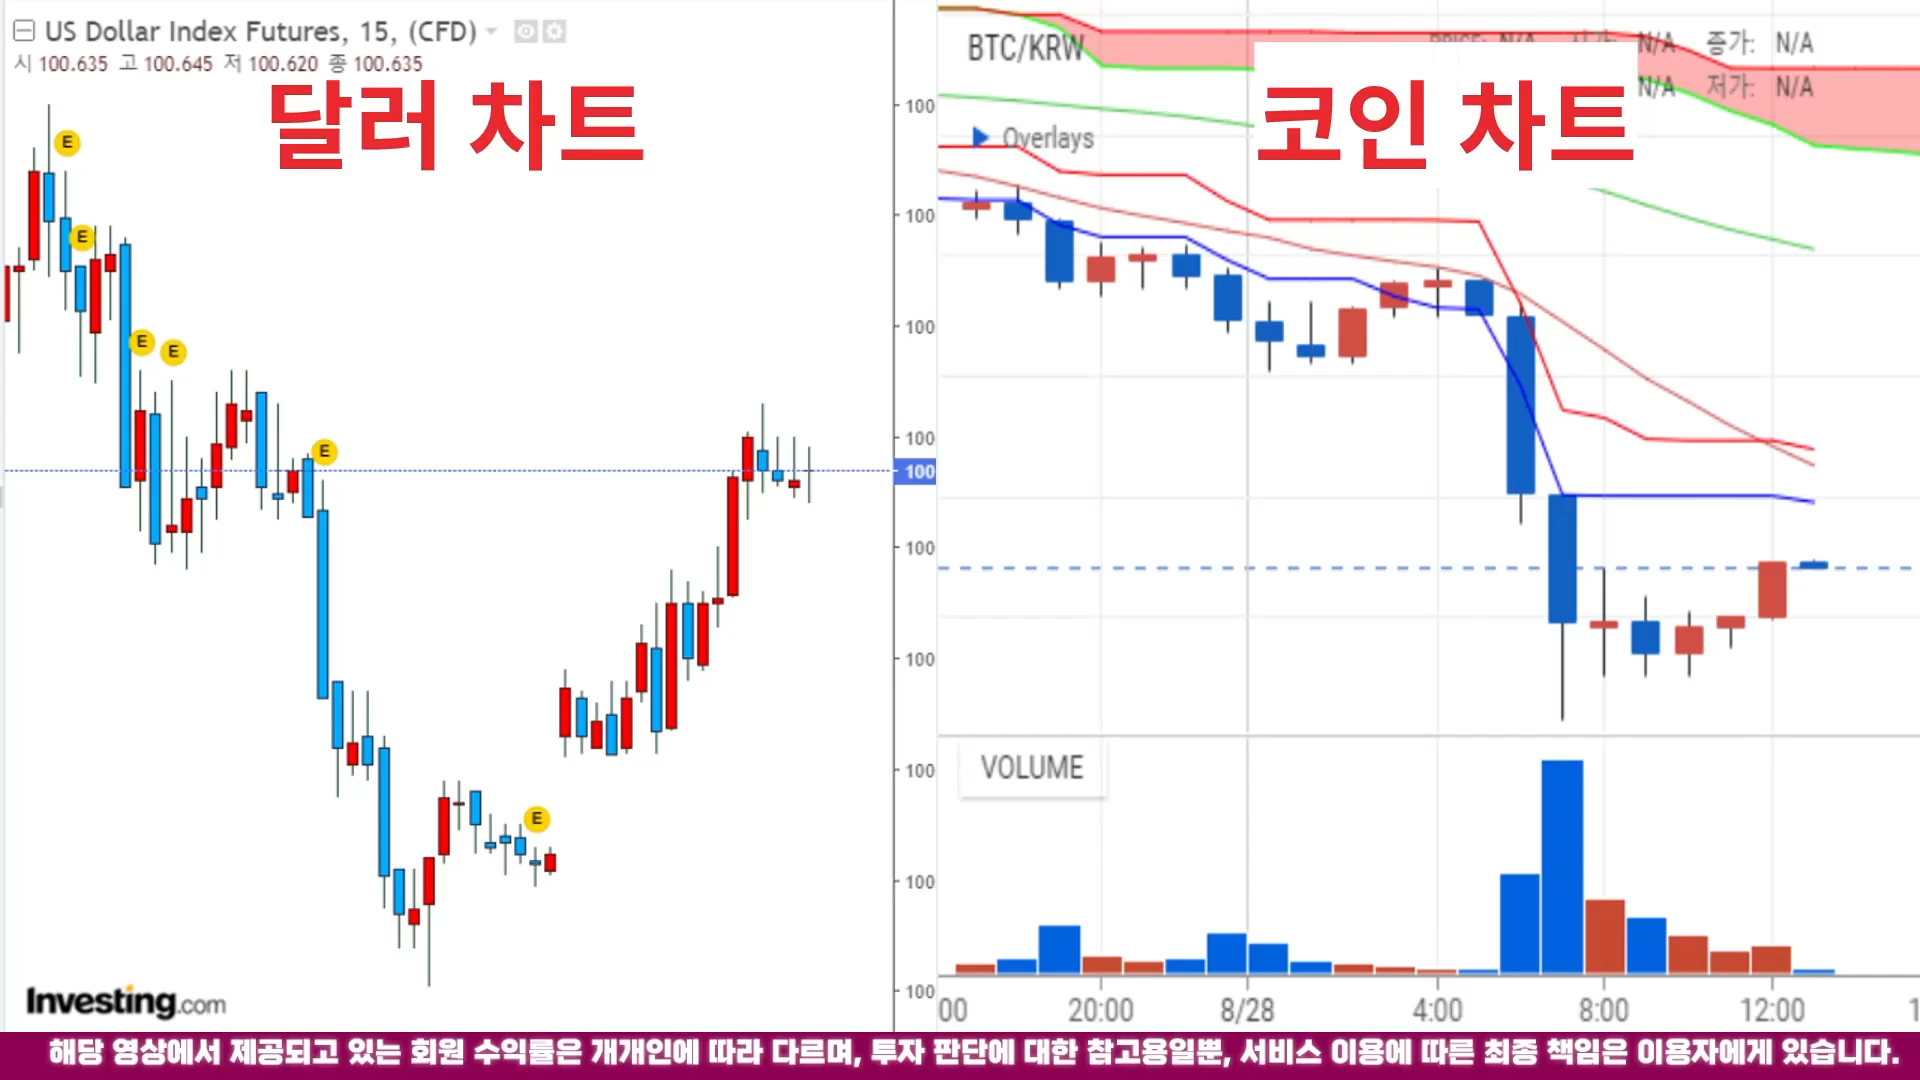 US Dollar Index Futures, 15, (CFD)
시 100.635 고 100.645 저 100.620 종 100.635
달러 차트
E
E
E
E
E
E
100
100
100
100
100
100
100
100
100
100
Investing.com
BTC/KRW
N/A 종가: N/A
N/A 저가: N/A
코인 차트
Overlays
VOLUME
00 20:00 8/28 4:00 8:00 12:00
해당 영상에서 제공되고 있는 회원 수익률은 개개인에 따라 다르며, 투자 판단에 대한 참고용일뿐, 서비스 이용에 따른 최종 책임은 이용자에게 있습니다.